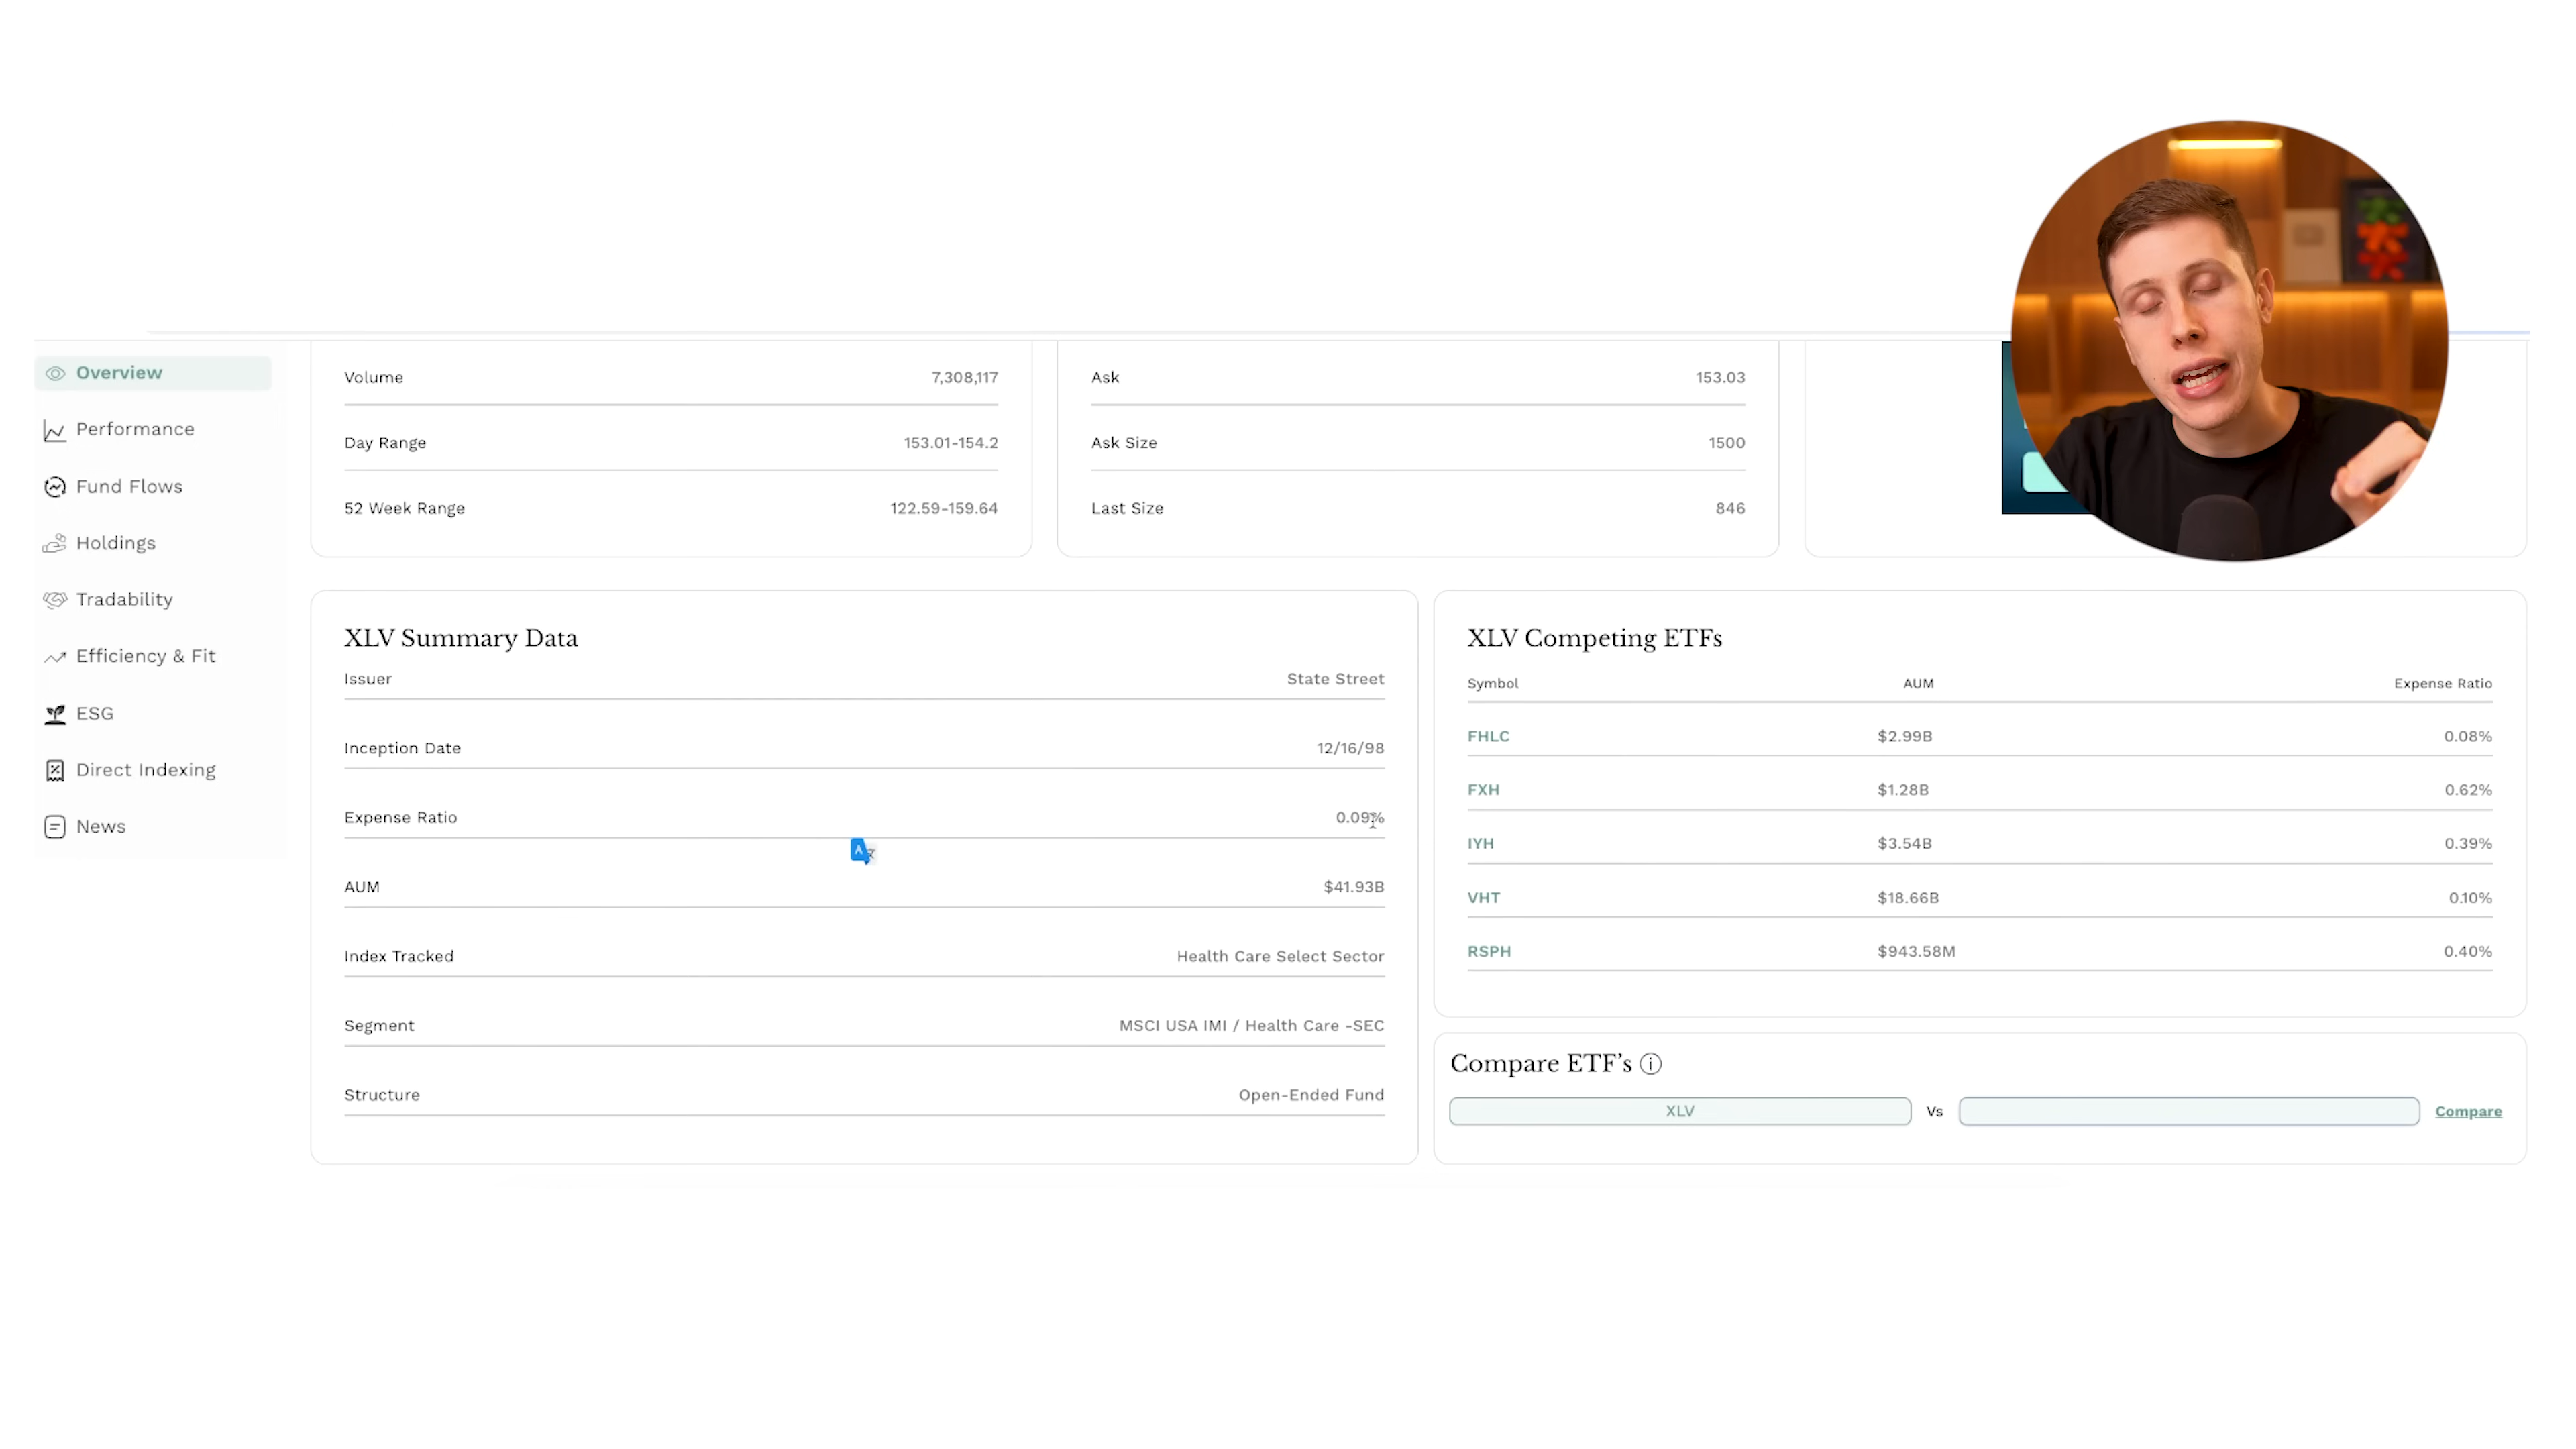 Overview
Performance
Fund Flows
Holdings
Tradability
Efficiency & Fit
ESG
Direct Indexing
News
Volume 7,308,117
Day Range 153.01-154.2
52 Week Range 122.59-159.64
Ask 153.03
Ask Size 1500
Last Size 846
XLV Summary Data
Issuer State Street
Inception Date 12/16/98
Expense Ratio 0.09%
AUM $41.93B
Index Tracked Health Care Select Sector
Segment MSCI USA IMI / Health Care -SEC
Structure Open-Ended Fund
XLV Competing ETFs
Symbol AUM Expense Ratio
FHLC $2.99B 0.08%
FXH $1.28B 0.62%
IYH $3.54B 0.39%
VHT $18.66B 0.10%
RSPH $943.58M 0.40%
Compare ETF’s
XLV Vs Compare